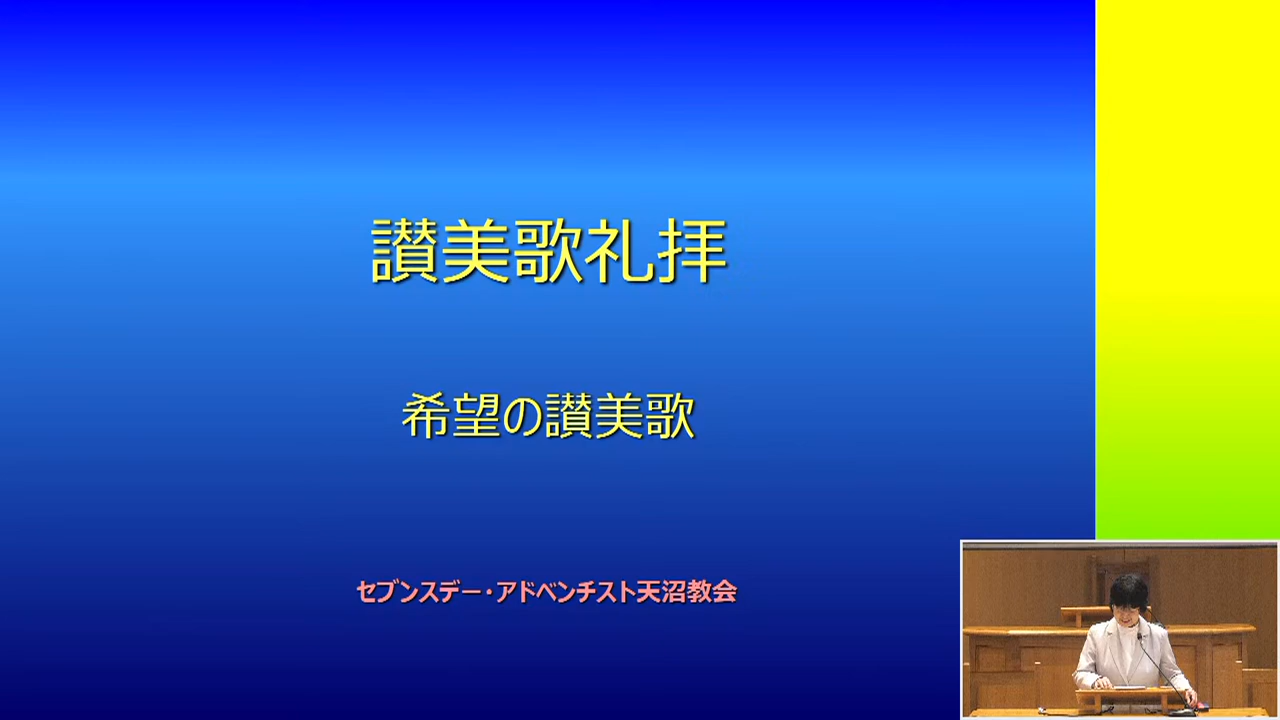 讃美歌礼拝
希望の讃美歌
セブンスデー・アドベンチスト天沼教会